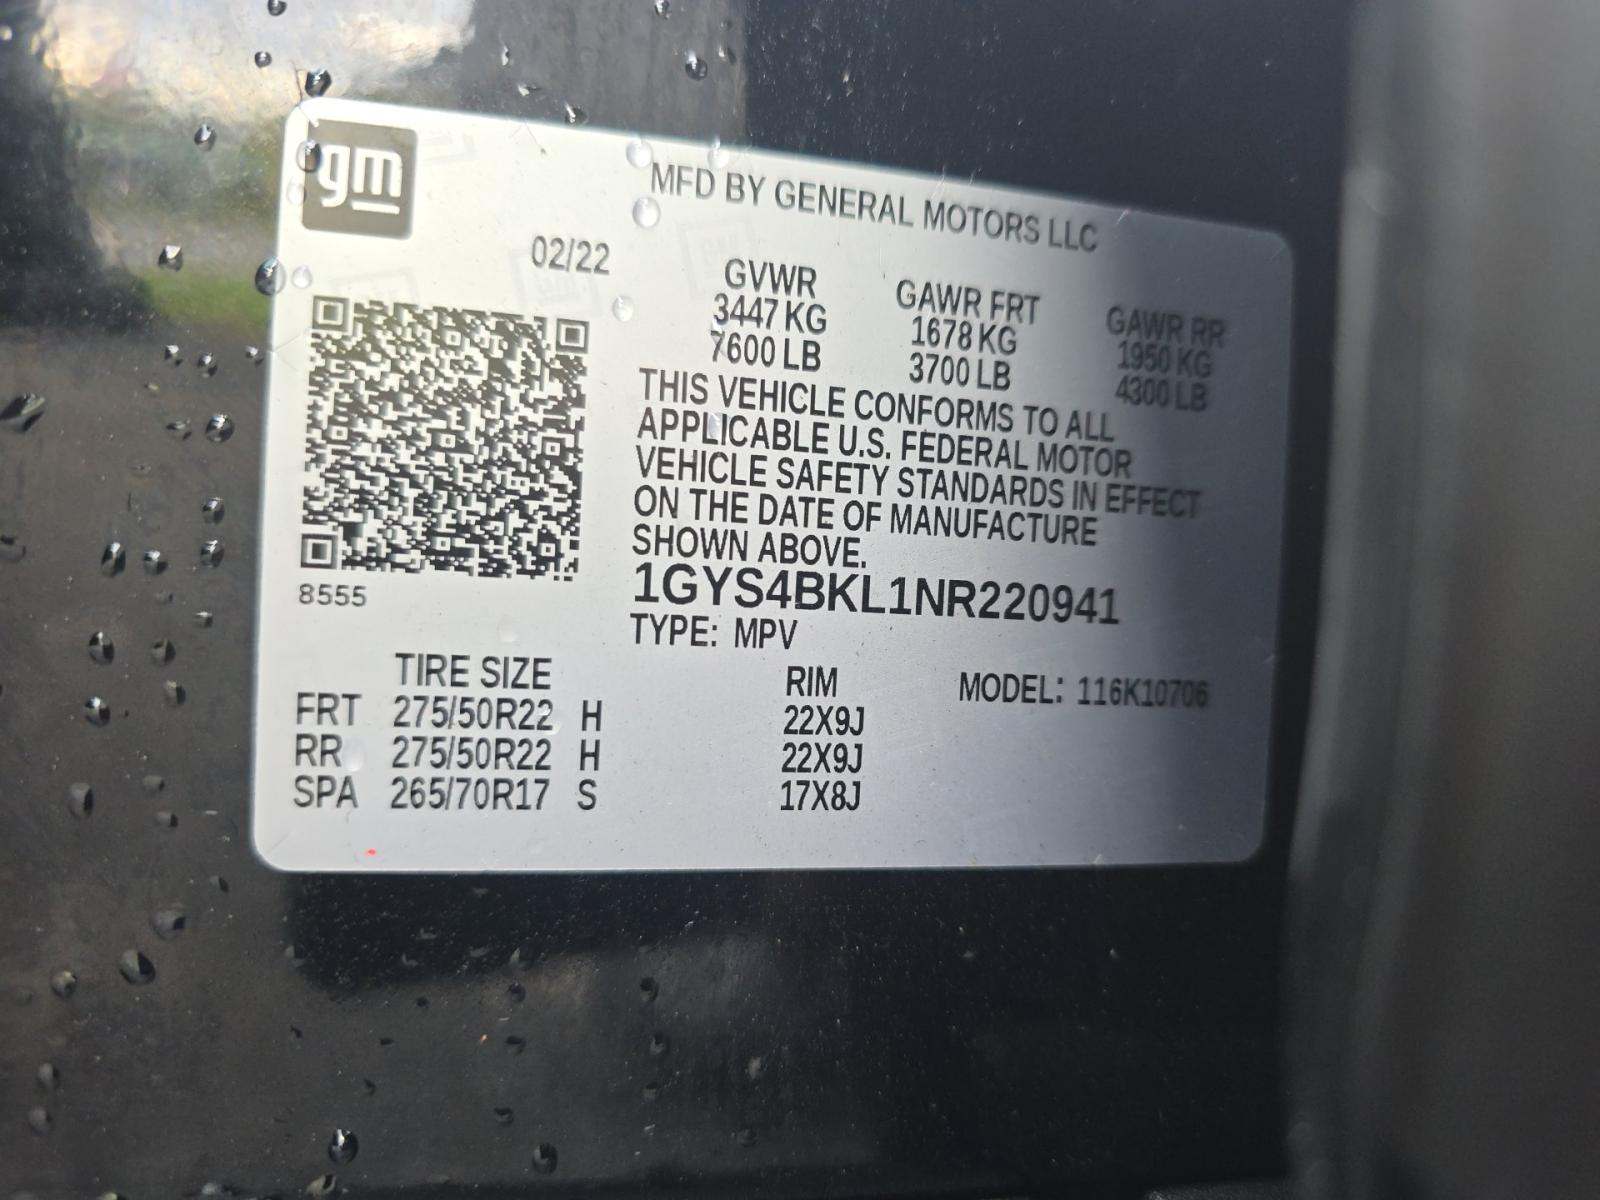 gm
MFD BY GENERAL MOTORS LLC
02/22
GVWR GAWR FRT GAWR RR
3447 KG 1678 KG 1950 KG
7600 LB 3700 LB 4300 LB
THIS VEHICLE CONFORMS TO ALL
APPLICABLE U.S. FEDERAL MOTOR
VEHICLE SAFETY STANDARDS IN EFFECT
ON THE DATE OF MANUFACTURE
SHOWN ABOVE.
8555
1GYS4BKL1NR220941
TYPE: MPV
TIRE SIZE RIM MODEL: 116K10706
FRT 275/50R22 H 22X9J
RR 275/50R22 H 22X9J
SPA 265/70R17 S 17X8J